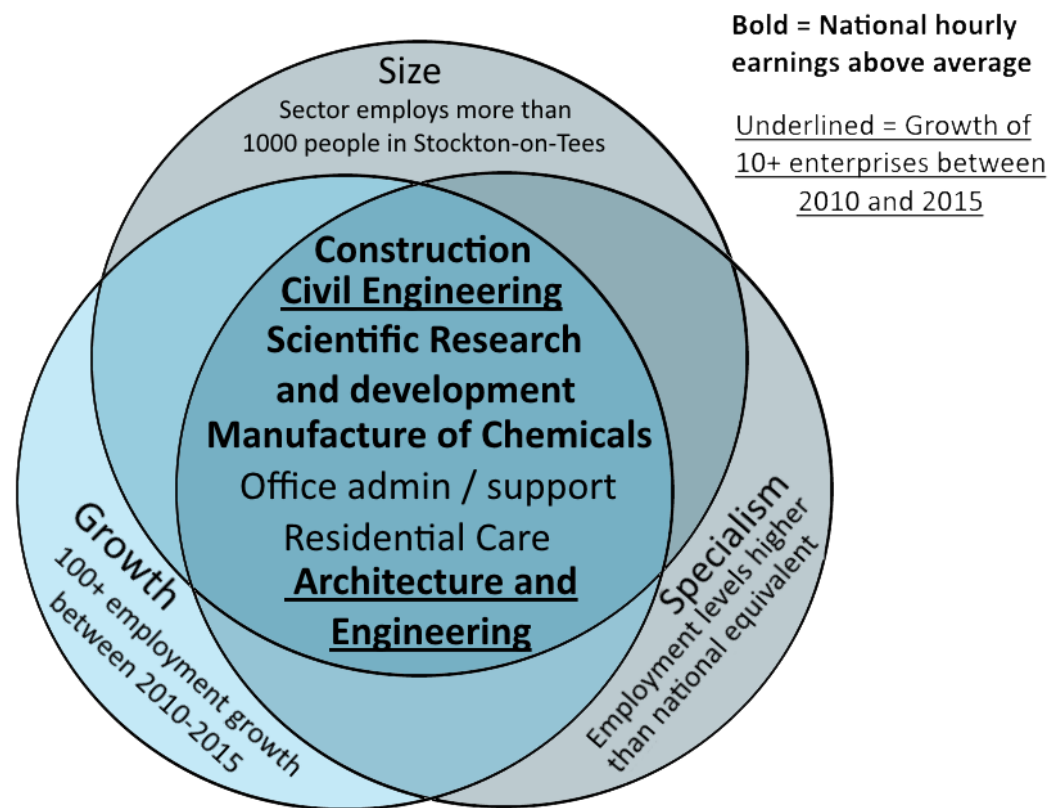 Bold = National hourly
earnings above average
Underlined = Growth of
10+ enterprises between
2010 and 2015
Size
Sector employs more than
1000 people in Stockton-on-Tees
Construction
Civil Engineering
Scientific Research
and development
Manufacture of Chemicals
Office admin / support
Residential Care
Architecture and
Engineering
Growth
100+ employment growth
between 2010-2015
Specialism
Employment levels higher
than national equivalent